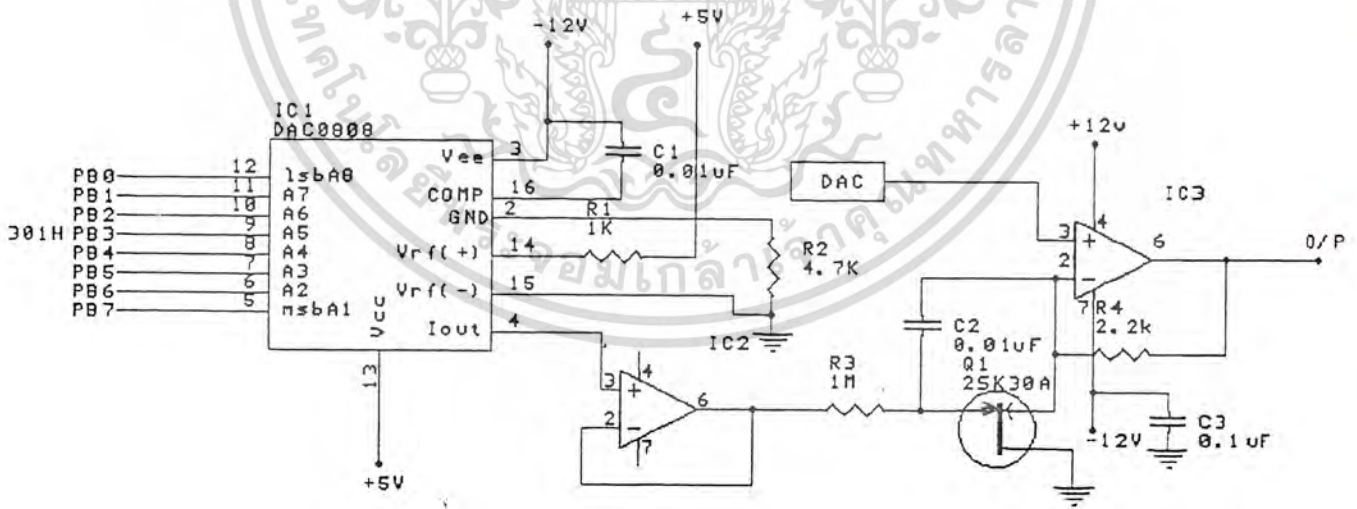 -12V
+5V
IC1
DAC0808
PB0 12 lsbA8
PB1 11 A7
PB2 10 A6
301H PB3 9 A5
PB4 8 A4
PB5 7 A3
PB6 6 A2
PB7 5 msbA1
Vee 3
COMP 16
GND 2
Vrf(+) 14
Vrf(-) 15
Iout 4
Vcc
13
+5V
C1
0.01uF
R1
1K
R2
4.7K
IC2
3 +
2 -
4
6
7
R3
1M
C2
0.01uF
Q1
2SK30A
DAC
+12v
IC3
3 +
2 -
4
6
7
O/P
R4
2.2k
-12V
C3
0.1uF